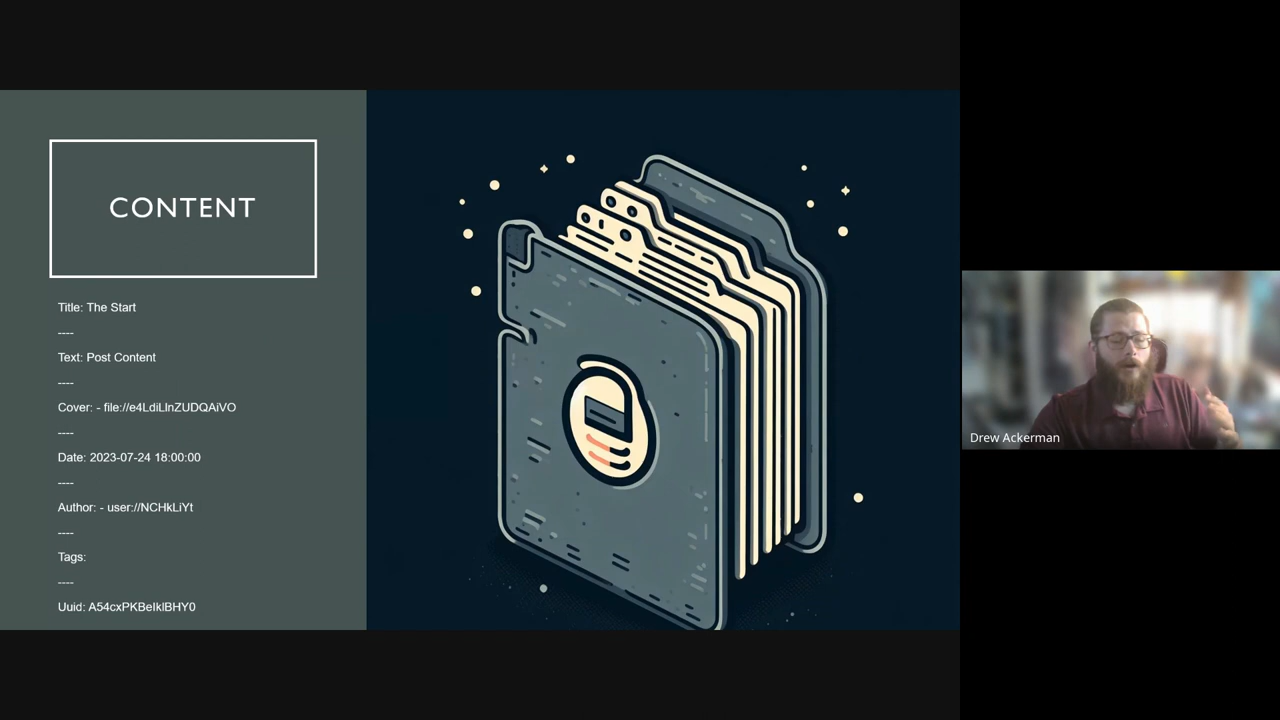 CONTENT
Title: The Start
----
Text: Post Content
----
Cover: - file://e4LdiLlnZUDQAiVO
----
Date: 2023-07-24 18:00:00
----
Author: - user://NCHkLiYt
----
Tags:
----
Uuid: A54cxPKBeIklBHY0
Drew Ackerman